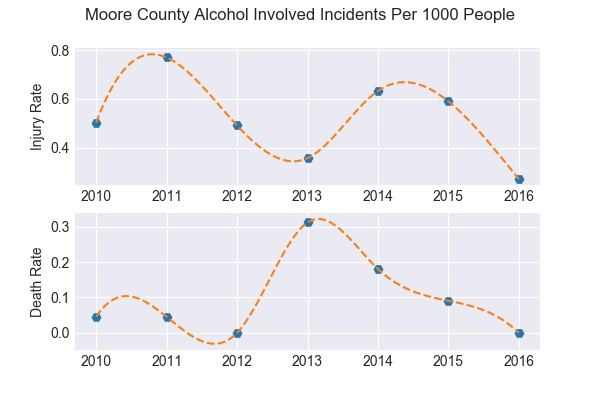 Moore County Alcohol Involved Incidents Per 1000 People
0.8
0.6
0.4
Injury Rate
2010 2011 2012 2013 2014 2015 2016
0.3
0.2
0.1
0.0
Death Rate
2010 2011 2012 2013 2014 2015 2016